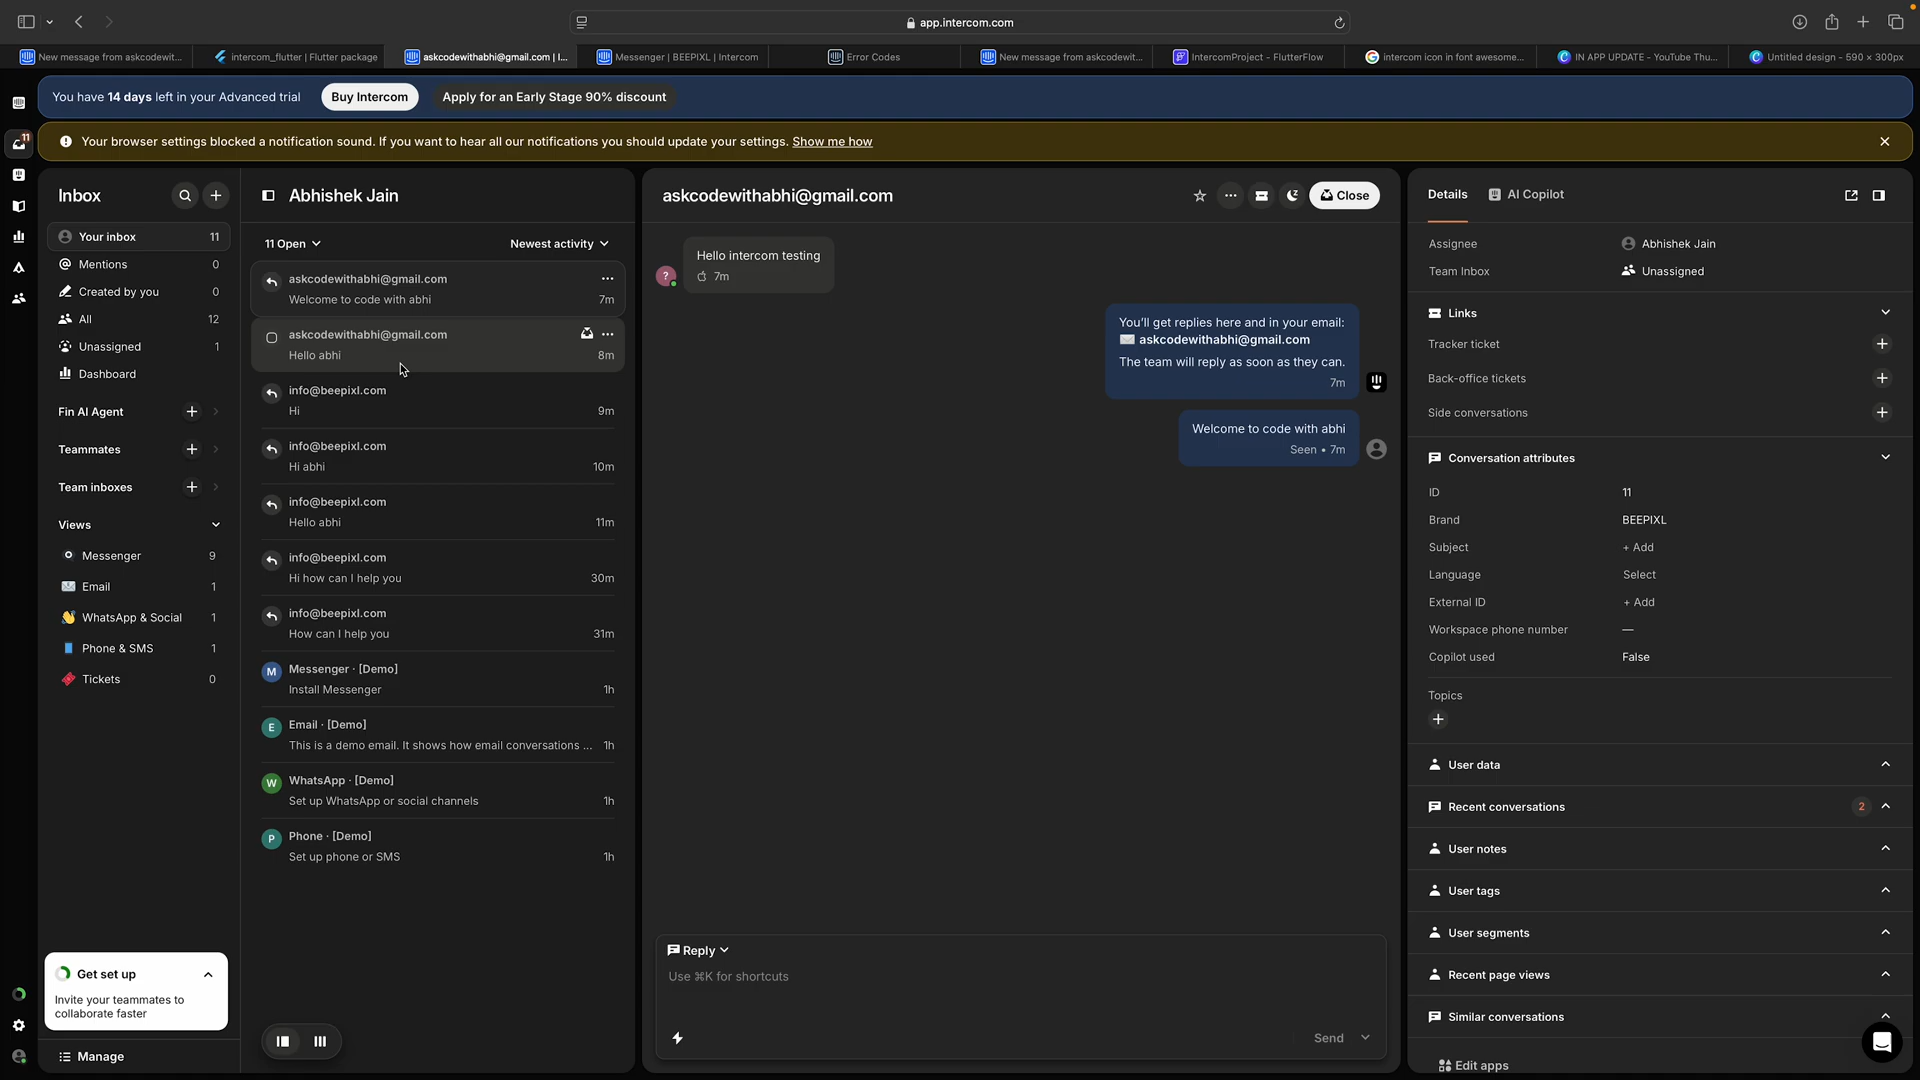 app.intercom.com
New message from askcodewit...
intercom_flutter | Flutter package
askcodewithabhi@gmail.com | I...
Messenger | BEEPIXL | Intercom
Error Codes
New message from askcodewit...
IntercomProject - FlutterFlow
intercom icon in font awesome...
IN APP UPDATE - YouTube Thu...
Untitled design - 590 × 300px
You have 14 days left in your Advanced trial
Buy Intercom
Apply for an Early Stage 90% discount
11
Your browser settings blocked a notification sound. If you want to hear all our notifications you should update your settings. Show me how
Inbox
Your inbox 11
Mentions 0
Created by you 0
All 12
Unassigned 1
Dashboard
Fin AI Agent
Teammates
Team inboxes
Views
Messenger 9
Email 1
WhatsApp & Social 1
Phone & SMS 1
Tickets 0
Get set up
Invite your teammates to
collaborate faster
Manage
Abhishek Jain
11 Open
Newest activity
askcodewithabhi@gmail.com
Welcome to code with abhi 7m
askcodewithabhi@gmail.com
Hello abhi 8m
info@beepixl.com
Hi 9m
info@beepixl.com
Hi abhi 10m
info@beepixl.com
Hello abhi 11m
info@beepixl.com
Hi how can I help you 30m
info@beepixl.com
How can I help you 31m
M Messenger · [Demo]
Install Messenger 1h
E Email · [Demo]
This is a demo email. It shows how email conversations ... 1h
W WhatsApp · [Demo]
Set up WhatsApp or social channels 1h
P Phone · [Demo]
Set up phone or SMS 1h
askcodewithabhi@gmail.com
Close
Hello intercom testing
? 7m
You'll get replies here and in your email:
askcodewithabhi@gmail.com
The team will reply as soon as they can.
7m
Welcome to code with abhi
Seen • 7m
Reply
Use ⌘K for shortcuts
Send
Details
AI Copilot
Assignee Abhishek Jain
Team Inbox Unassigned
Links
Tracker ticket
Back-office tickets
Side conversations
Conversation attributes
ID 11
Brand BEEPIXL
Subject + Add
Language Select
External ID + Add
Workspace phone number —
Copilot used False
Topics
User data
Recent conversations 2
User notes
User tags
User segments
Recent page views
Similar conversations
Edit apps